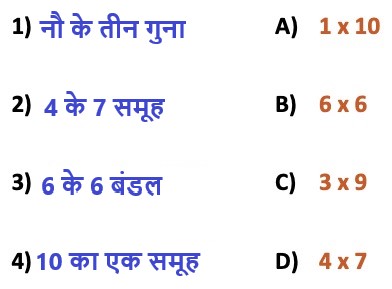 1) नौ के तीन गुना A) 1 x 10
2) 4 के 7 समूह B) 6 x 6
3) 6 के 6 बंडल C) 3 x 9
4) 10 का एक समूह D) 4 x 7